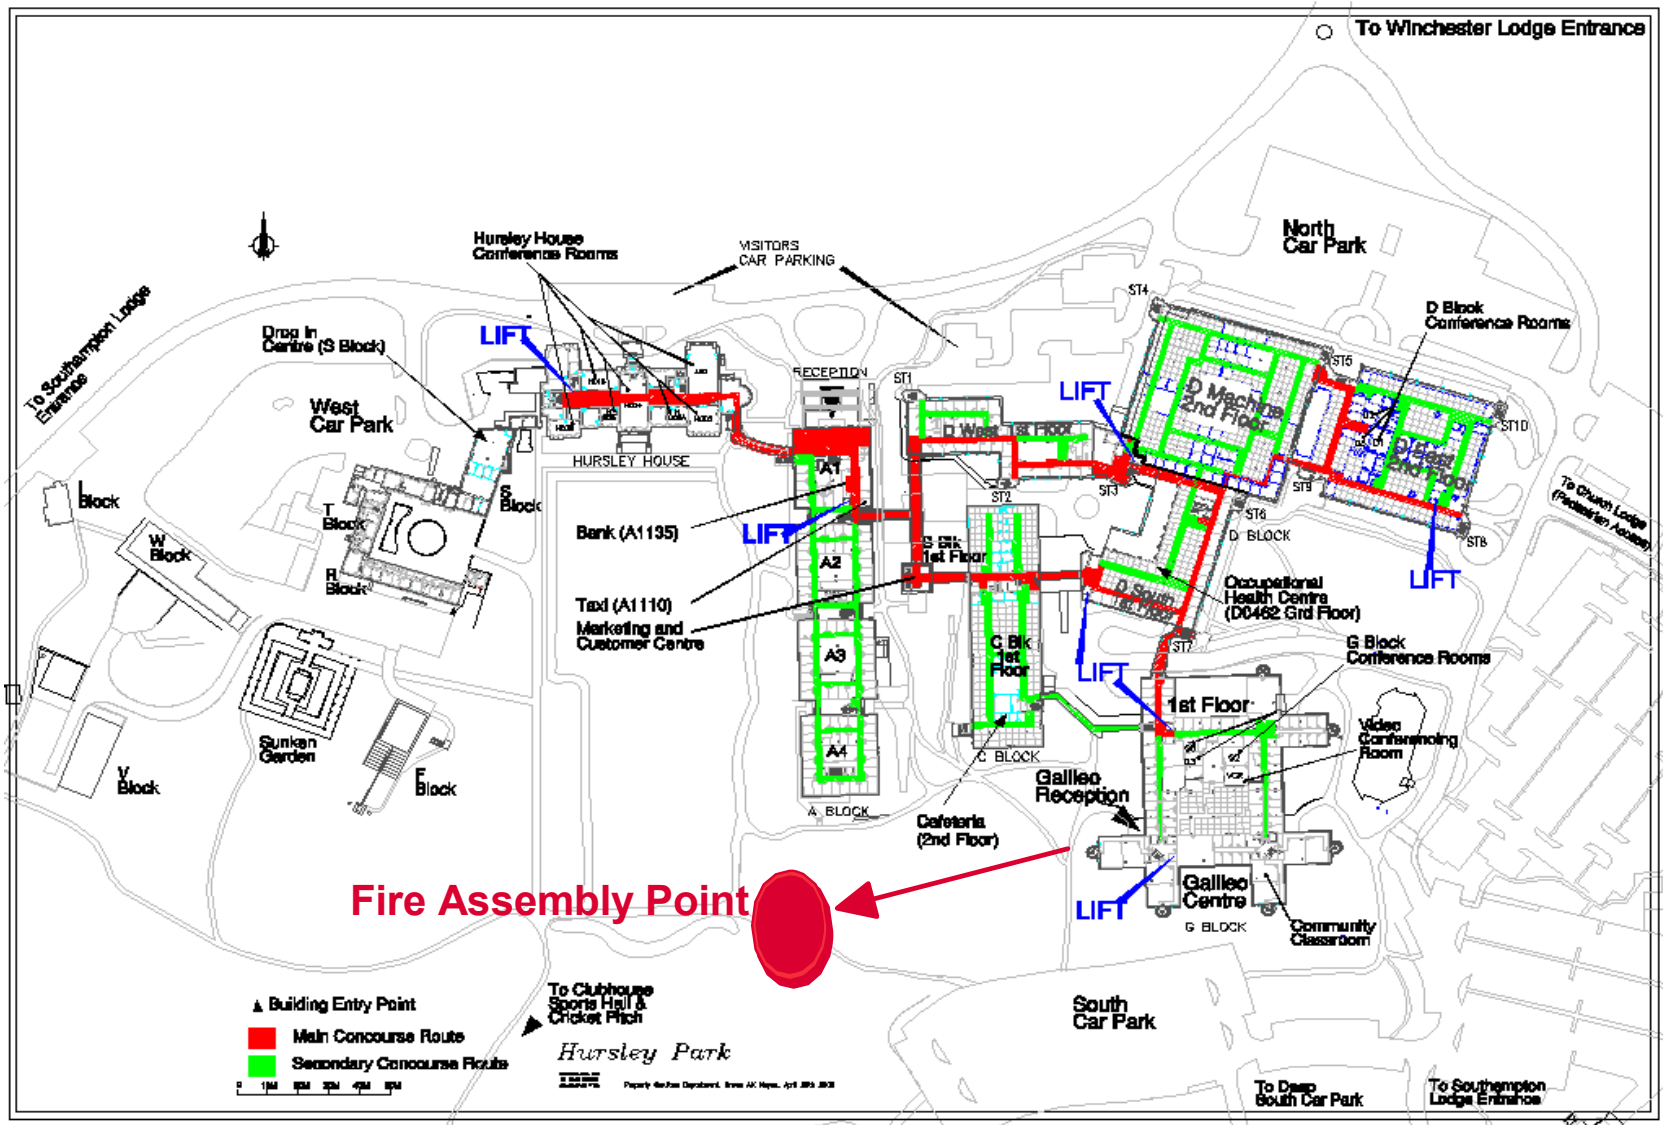 To Winchester Lodge Entrance
North
Car Park
Hursley House
Conference Rooms
VISITORS
CAR PARKING
To Southampton Lodge
Entrance
Drop In
Centre (S Block)
LIFT
West
Car Park
HURSLEY HOUSE
RECEPTION
ST1
ST4
ST5
D Block
Conference Rooms
LIFT
D Machine
2nd Floor
D West
1st Floor
D East
2nd Floor
ST10
ST2
ST3
ST9
ST6
ST8
D BLOCK
LIFT
To Church Lodge
(Pedestrian Access)
L
Block
T
Block
S
Block
W
Block
R
Block
A1
Bank (A1135)
LIFT
A2
Taxi (A1110)
Marketing and
Customer Centre
A3
A4
A BLOCK
1st Floor
C Blk
1st
Floor
C BLOCK
D South
1st Floor
Occupational
Health Centre
(D0462 Grd Floor)
ST7
G Block
Conference Rooms
LIFT
1st Floor
Video
Conferencing
Room
VCR
Galileo
Reception
Cafeteria
(2nd Floor)
Sunken
Garden
V
Block
F
Block
Fire Assembly Point
Galileo
Centre
LIFT
G BLOCK
Community
Classroom
South
Car Park
To Clubhouse
Sports Hall &
Cricket Pitch
Building Entry Point
Main Concourse Route
Secondary Concourse Route
Hursley Park
To Deep
South Car Park
To Southampton
Lodge Entrance